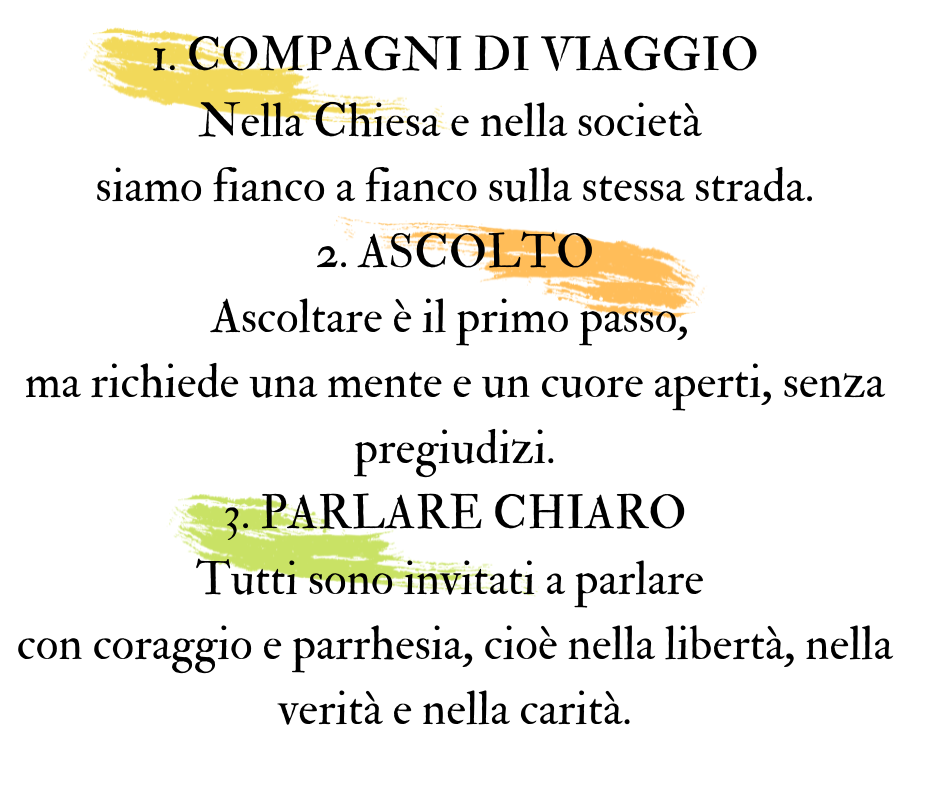 1. COMPAGNI DI VIAGGIO
Nella Chiesa e nella società
siamo fianco a fianco sulla stessa strada.
2. ASCOLTO
Ascoltare è il primo passo,
ma richiede una mente e un cuore aperti, senza
pregiudizi.
3. PARLARE CHIARO
Tutti sono invitati a parlare
con coraggio e parrhesia, cioè nella libertà, nella
verità e nella carità.